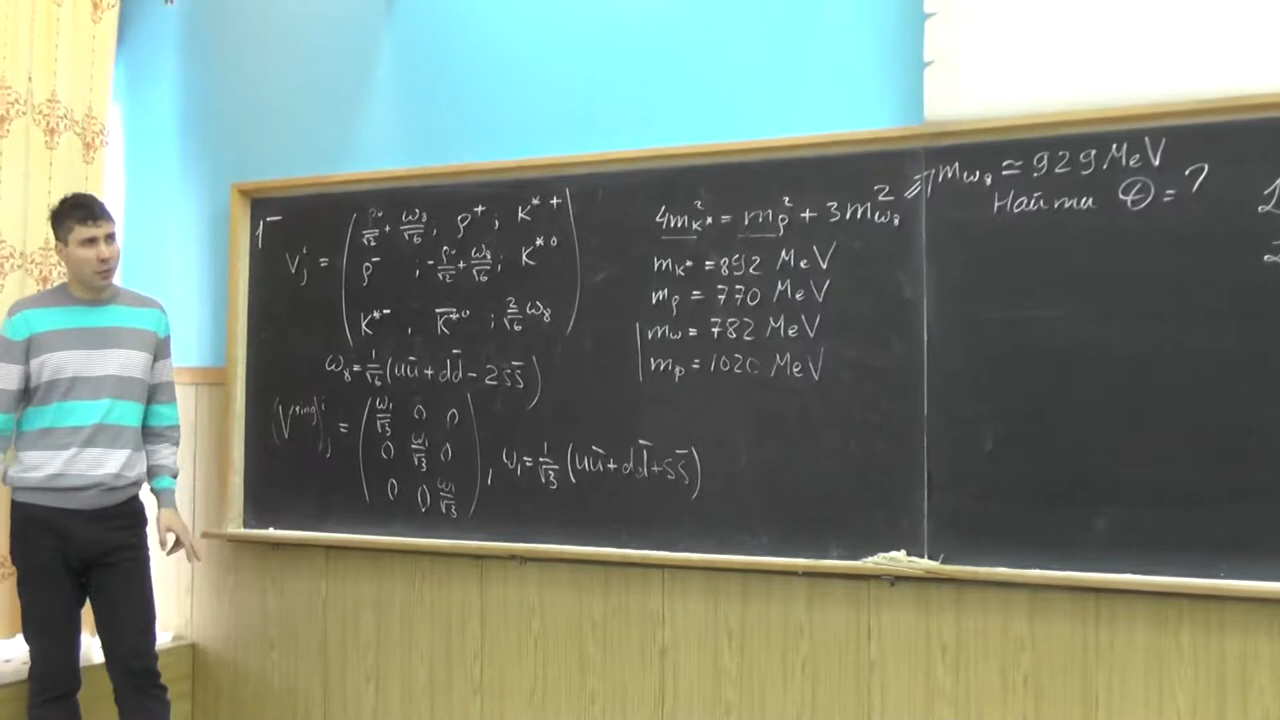 1⁻
V^i_j = ( ρ⁰/√2 + ω₈/√6 ; ρ⁺ ; K*⁺
ρ⁻ ; -ρ⁰/√2 + ω₈/√6 ; K*⁰
K*⁻ , K̄*⁰ ; 2/√6 ω₈ )
ω₈ = 1/√6 (uū + dd̄ - 2ss̄)
(V^sing)^i_j = ( ω₁/√3 0 0
0 ω₁/√3 0
0 0 ω₁/√3 ) , ω₁ = 1/√3 (uū + dd̄ + ss̄)
4m²_K* = m²_ρ + 3m²_ω₈ ⇒
m_K* = 892 MeV
m_ρ = 770 MeV
m_ω = 782 MeV
m_φ = 1020 MeV
m_ω₈ ≃ 929 MeV
Найти θ = ?